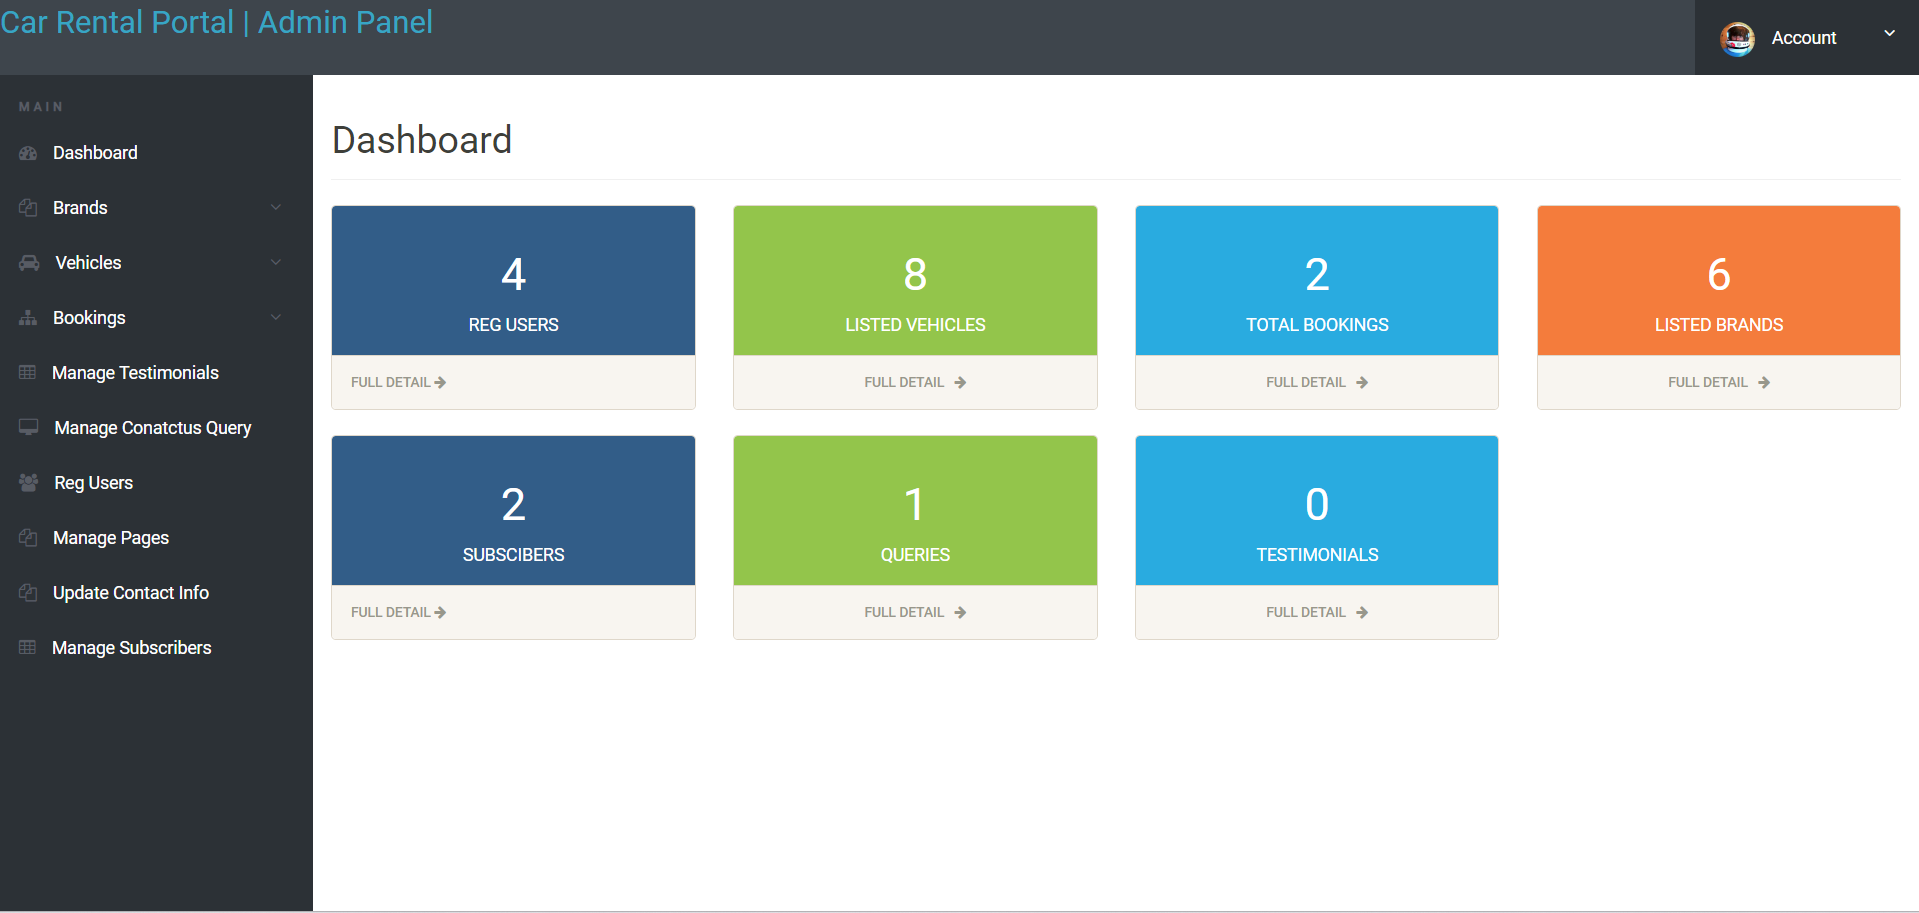 Car Rental Portal | Admin Panel
Account
MAIN
Dashboard
Brands
Vehicles
Bookings
Manage Testimonials
Manage Conatctus Query
Reg Users
Manage Pages
Update Contact Info
Manage Subscribers
Dashboard
4
REG USERS
FULL DETAIL
8
LISTED VEHICLES
FULL DETAIL
2
TOTAL BOOKINGS
FULL DETAIL
6
LISTED BRANDS
FULL DETAIL
2
SUBSCIBERS
FULL DETAIL
1
QUERIES
FULL DETAIL
0
TESTIMONIALS
FULL DETAIL